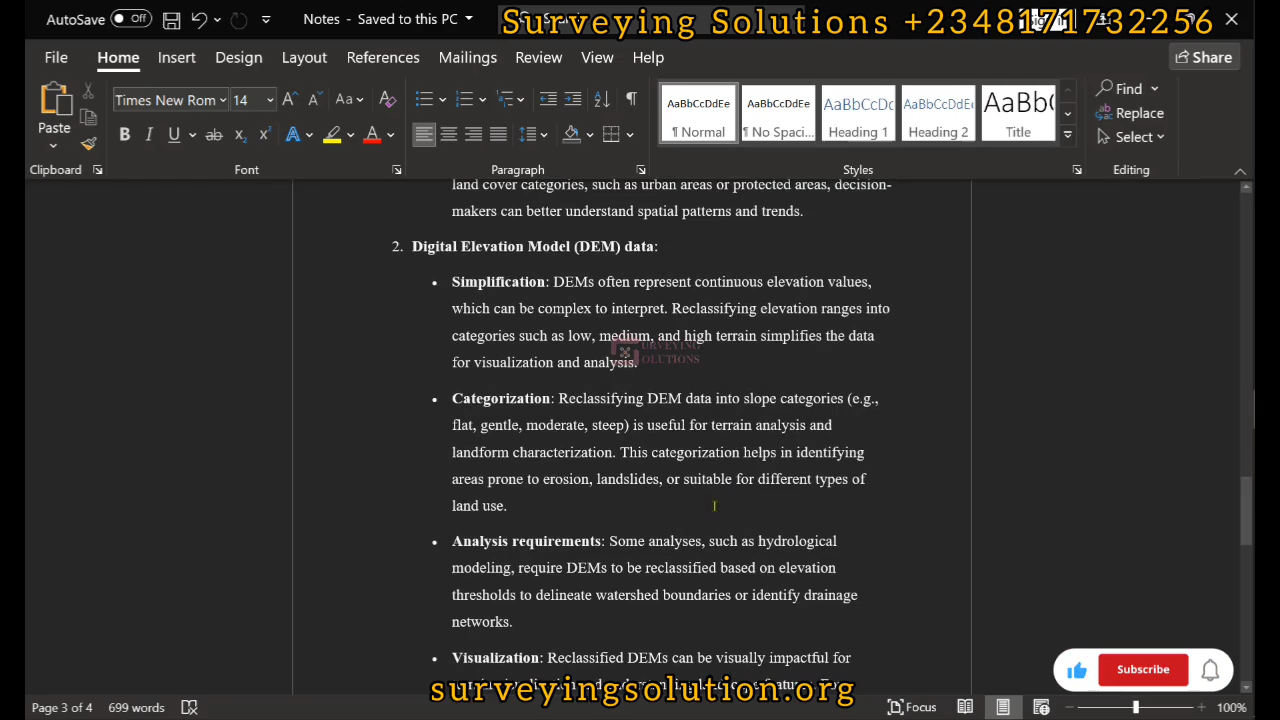 AutoSave Off Notes - Saved to this PC
Surveying Solutions +2348171732256
File Home Insert Design Layout References Mailings Review View Help Share
Paste
Times New Rom 14 Aa
AaBbCcDdEe AaBbCcDdEe AaBbCcDc AaBbCcDdE AaBb(
¶ Normal ¶ No Spaci... Heading 1 Heading 2 Title
Find
Replace
Select
Clipboard Font Paragraph Styles Editing
land cover categories, such as urban areas or protected areas, decision-
makers can better understand spatial patterns and trends.
2. Digital Elevation Model (DEM) data:
• Simplification: DEMs often represent continuous elevation values,
which can be complex to interpret. Reclassifying elevation ranges into
categories such as low, medium, and high terrain simplifies the data
for visualization and analysis.
URVEYING
OLUTIONS
• Categorization: Reclassifying DEM data into slope categories (e.g.,
flat, gentle, moderate, steep) is useful for terrain analysis and
landform characterization. This categorization helps in identifying
areas prone to erosion, landslides, or suitable for different types of
land use.
• Analysis requirements: Some analyses, such as hydrological
modeling, require DEMs to be reclassified based on elevation
thresholds to delineate watershed boundaries or identify drainage
networks.
• Visualization: Reclassified DEMs can be visually impactful for
Subscribe
surveyingsolution.org
Page 3 of 4 699 words Focus 100%